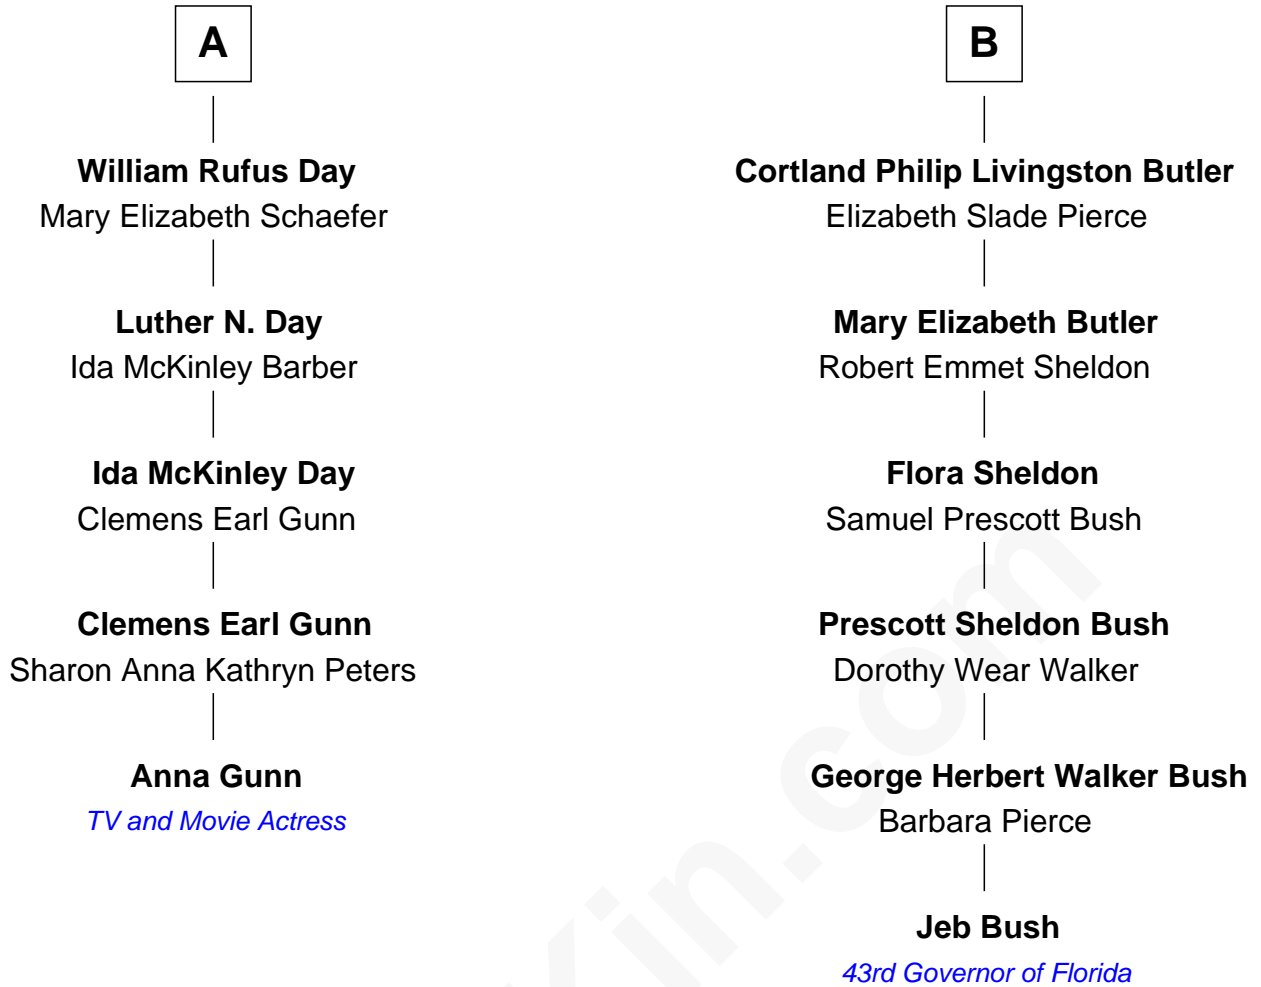 A
William Rufus Day
Mary Elizabeth Schaefer
Luther N. Day
Ida McKinley Barber
Ida McKinley Day
Clemens Earl Gunn
Clemens Earl Gunn
Sharon Anna Kathryn Peters
Anna Gunn
TV and Movie Actress
B
Cortland Philip Livingston Butler
Elizabeth Slade Pierce
Mary Elizabeth Butler
Robert Emmet Sheldon
Flora Sheldon
Samuel Prescott Bush
Prescott Sheldon Bush
Dorothy Wear Walker
George Herbert Walker Bush
Barbara Pierce
Jeb Bush
43rd Governor of Florida